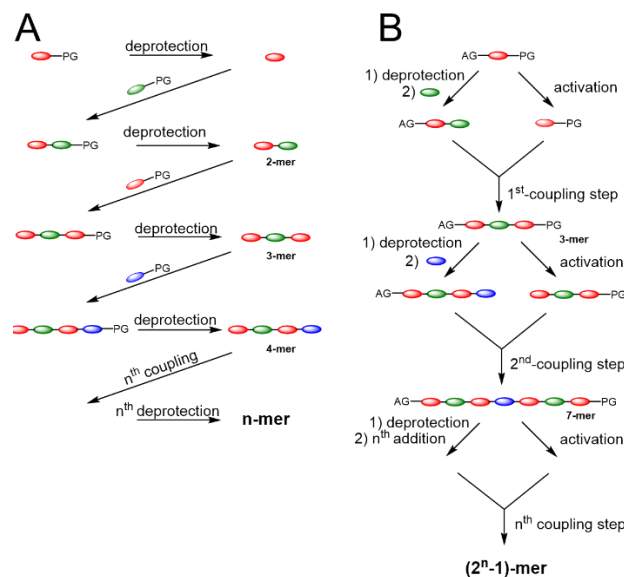 A
PG
deprotection
PG
PG
deprotection
2-mer
PG
PG
deprotection
3-mer
PG
PG
deprotection
4-mer
nth coupling
nth deprotection
n-mer
B
AG
PG
1) deprotection
2)
activation
AG
PG
1st-coupling step
AG
PG
3-mer
1) deprotection
2)
activation
AG
PG
2nd-coupling step
AG
PG
7-mer
1) deprotection
2) nth addition
activation
nth coupling step
(2n-1)-mer